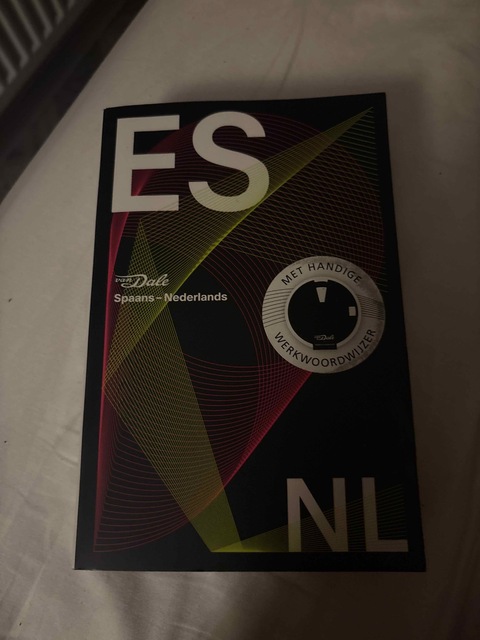 ES
van Dale
Spaans – Nederlands
MET HANDIGE
WERKWOORDWIJZER
NL